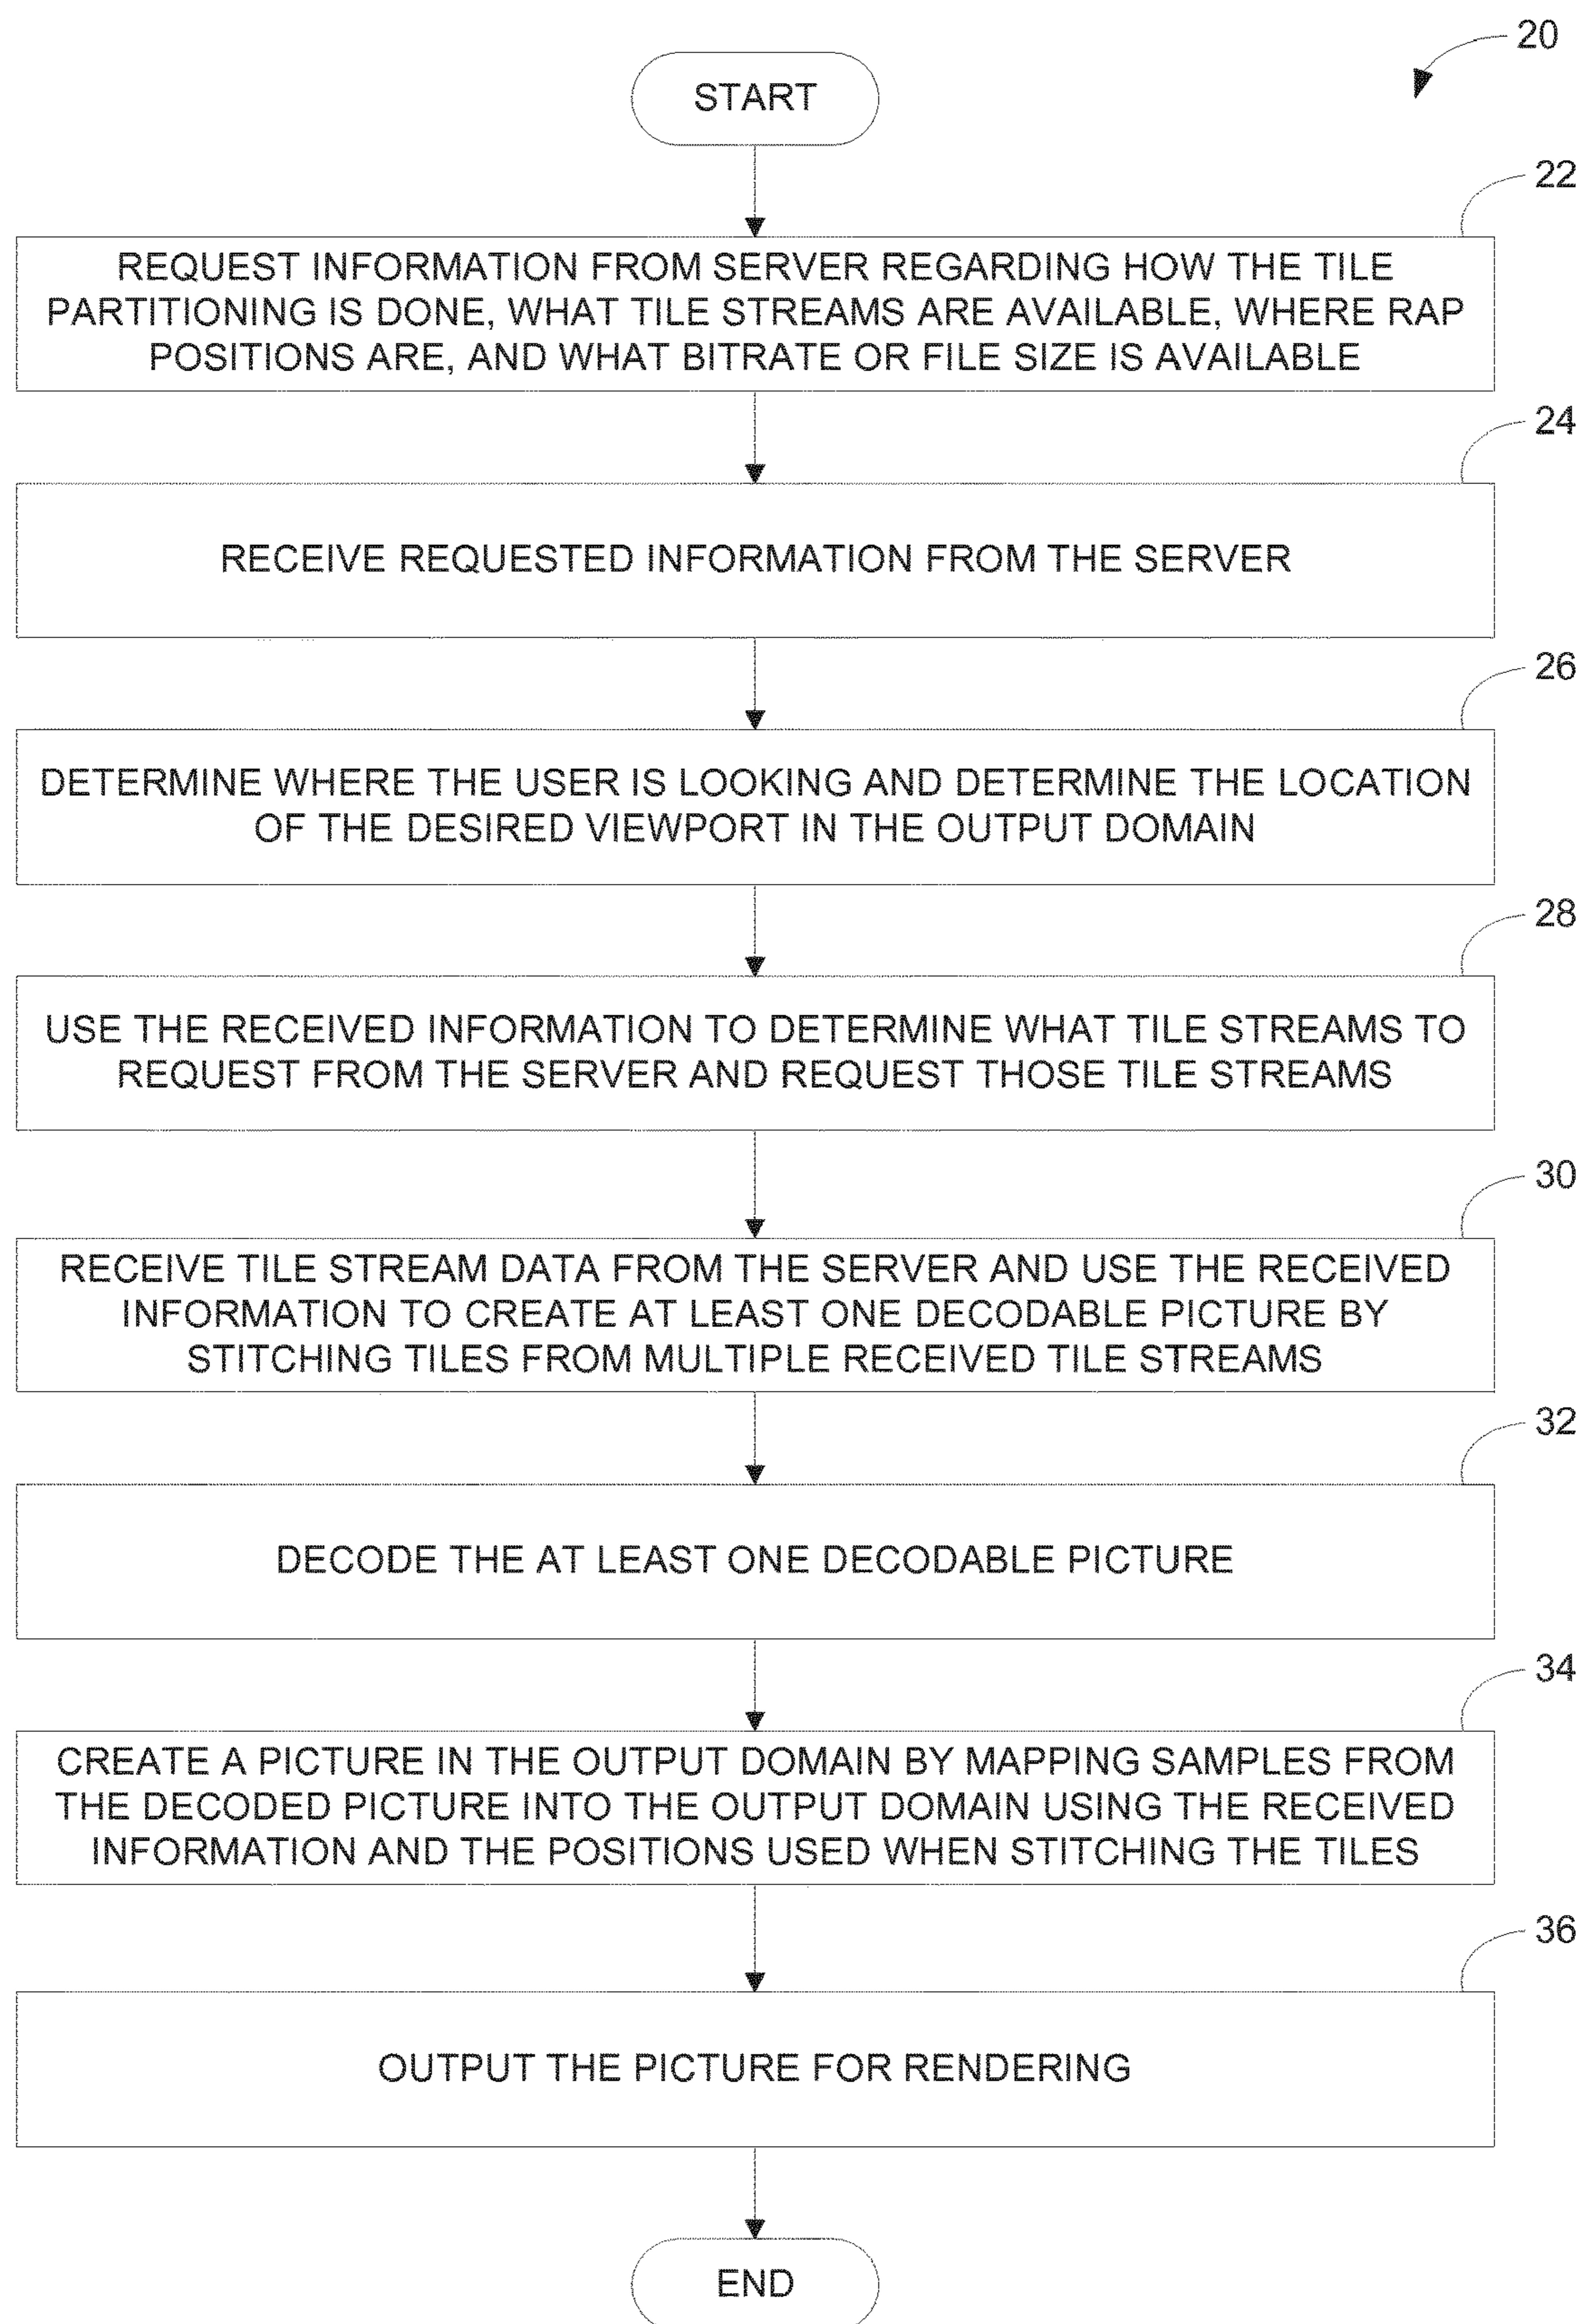 20
START
22
REQUEST INFORMATION FROM SERVER REGARDING HOW THE TILE
PARTITIONING IS DONE, WHAT TILE STREAMS ARE AVAILABLE, WHERE RAP
POSITIONS ARE, AND WHAT BITRATE OR FILE SIZE IS AVAILABLE
24
RECEIVE REQUESTED INFORMATION FROM THE SERVER
26
DETERMINE WHERE THE USER IS LOOKING AND DETERMINE THE LOCATION
OF THE DESIRED VIEWPORT IN THE OUTPUT DOMAIN
28
USE THE RECEIVED INFORMATION TO DETERMINE WHAT TILE STREAMS TO
REQUEST FROM THE SERVER AND REQUEST THOSE TILE STREAMS
30
RECEIVE TILE STREAM DATA FROM THE SERVER AND USE THE RECEIVED
INFORMATION TO CREATE AT LEAST ONE DECODABLE PICTURE BY
STITCHING TILES FROM MULTIPLE RECEIVED TILE STREAMS
32
DECODE THE AT LEAST ONE DECODABLE PICTURE
34
CREATE A PICTURE IN THE OUTPUT DOMAIN BY MAPPING SAMPLES FROM
THE DECODED PICTURE INTO THE OUTPUT DOMAIN USING THE RECEIVED
INFORMATION AND THE POSITIONS USED WHEN STITCHING THE TILES
36
OUTPUT THE PICTURE FOR RENDERING
END